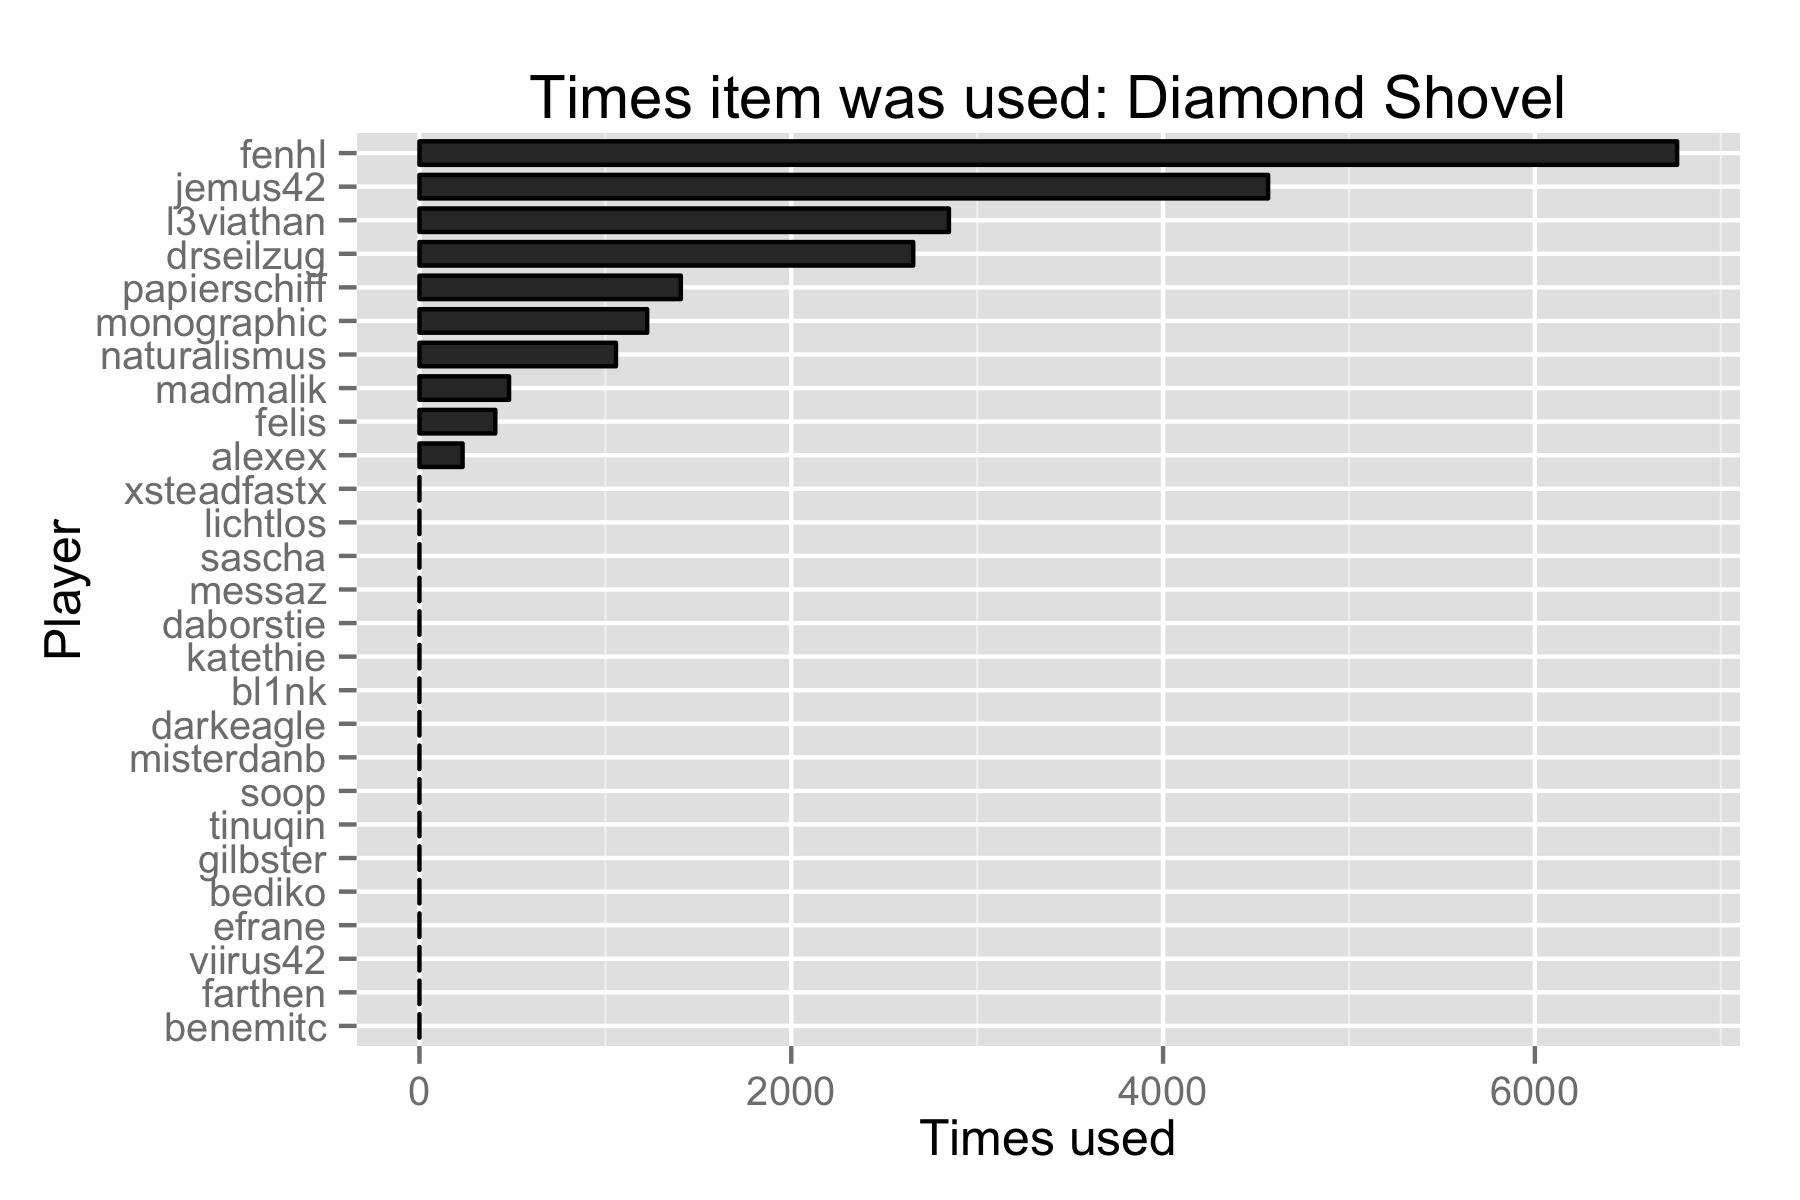 Times item was used: Diamond Shovel
fenhl
jemus42
l3viathan
drseilzug
papierschiff
monographic
naturalismus
madmalik
felis
alexex
xsteadfastx
lichtlos
sascha
messaz
daborstie
katethie
bl1nk
darkeagle
misterdanb
soop
tinuqin
gilbster
bediko
efrane
viirus42
farthen
benemitc
Player
0 2000 4000 6000
Times used